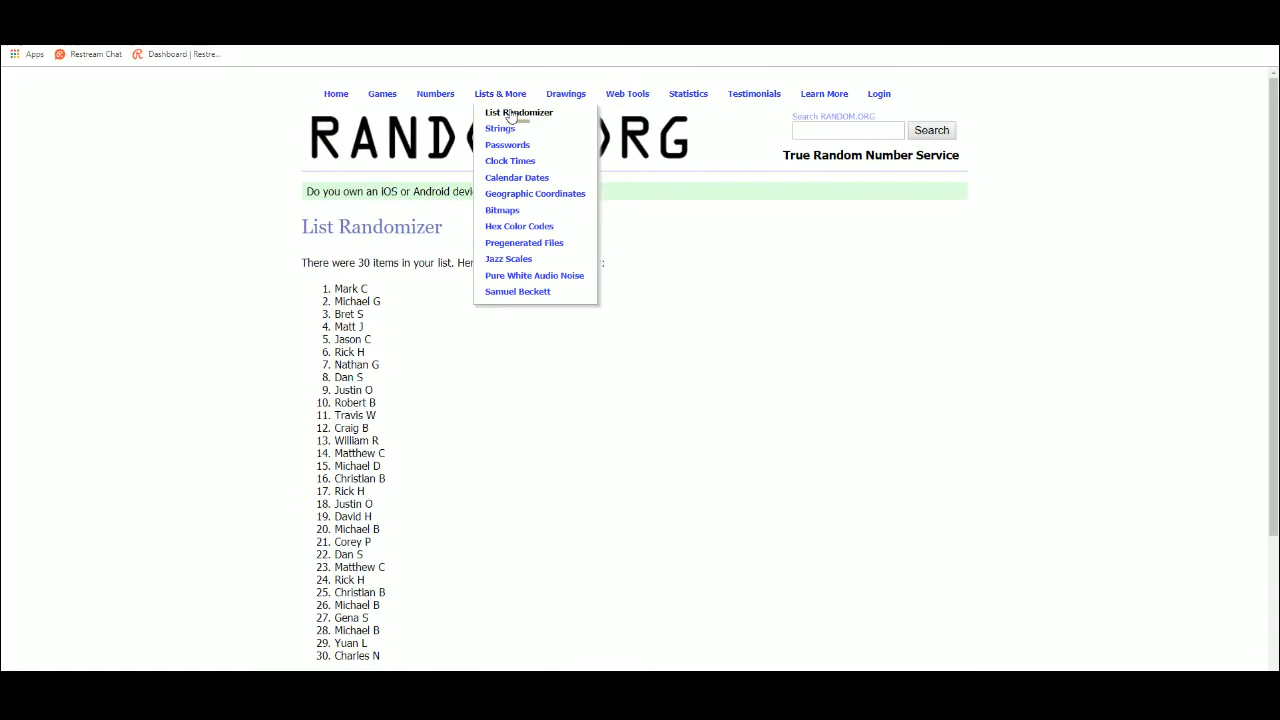 Apps Restream Chat Dashboard | Restre...
Home Games Numbers Lists & More Drawings Web Tools Statistics Testimonials Learn More Login
List Randomizer
Strings
Passwords
Clock Times
Calendar Dates
Geographic Coordinates
Bitmaps
Hex Color Codes
Pregenerated Files
Jazz Scales
Pure White Audio Noise
Samuel Beckett
Search RANDOM.ORG
Search
True Random Number Service
Do you own an iOS or Android
List Randomizer
There were 30 items in your list.
1. Mark C
2. Michael G
3. Bret S
4. Matt J
5. Jason C
6. Rick H
7. Nathan G
8. Dan S
9. Justin O
10. Robert B
11. Travis W
12. Craig B
13. William R
14. Matthew C
15. Michael D
16. Christian B
17. Rick H
18. Justin O
19. David H
20. Michael B
21. Corey P
22. Dan S
23. Matthew C
24. Rick H
25. Christian B
26. Michael B
27. Gena S
28. Michael B
29. Yuan L
30. Charles N